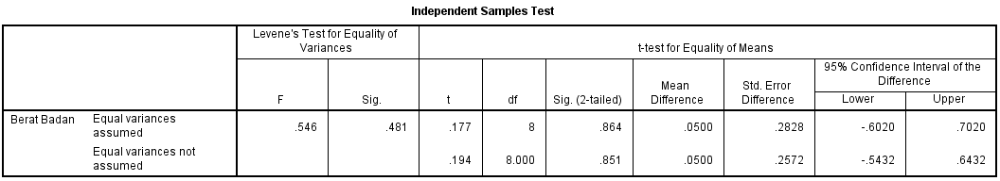 Independent Samples Test
Levene's Test for Equality of Variances
t-test for Equality of Means
95% Confidence Interval of the Difference
F Sig. t df Sig. (2-tailed) Mean Difference Std. Error Difference Lower Upper
Berat Badan Equal variances assumed .546 .481 .177 8 .864 .0500 .2828 -.6020 .7020
Equal variances not assumed .194 8.000 .851 .0500 .2572 -.5432 .6432